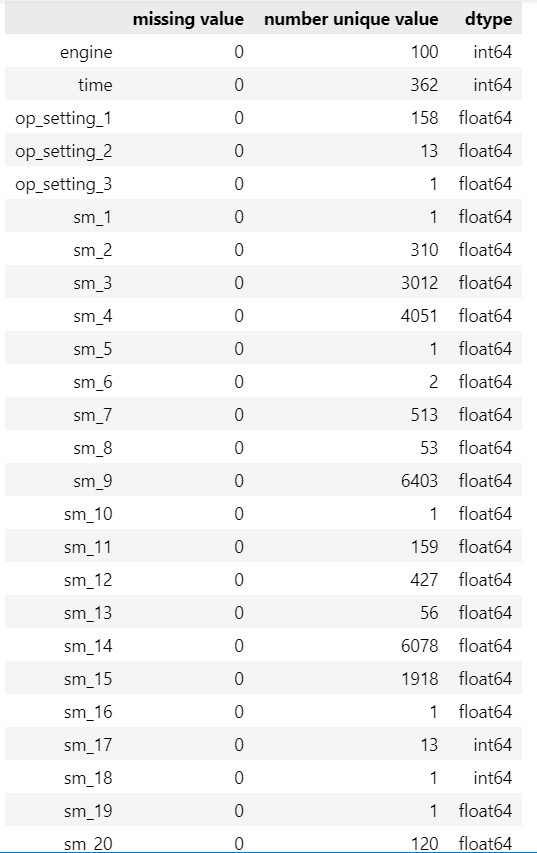 missing value number unique value dtype
engine 0 100 int64
time 0 362 int64
op_setting_1 0 158 float64
op_setting_2 0 13 float64
op_setting_3 0 1 float64
sm_1 0 1 float64
sm_2 0 310 float64
sm_3 0 3012 float64
sm_4 0 4051 float64
sm_5 0 1 float64
sm_6 0 2 float64
sm_7 0 513 float64
sm_8 0 53 float64
sm_9 0 6403 float64
sm_10 0 1 float64
sm_11 0 159 float64
sm_12 0 427 float64
sm_13 0 56 float64
sm_14 0 6078 float64
sm_15 0 1918 float64
sm_16 0 1 float64
sm_17 0 13 int64
sm_18 0 1 int64
sm_19 0 1 float64
sm_20 0 120 float64